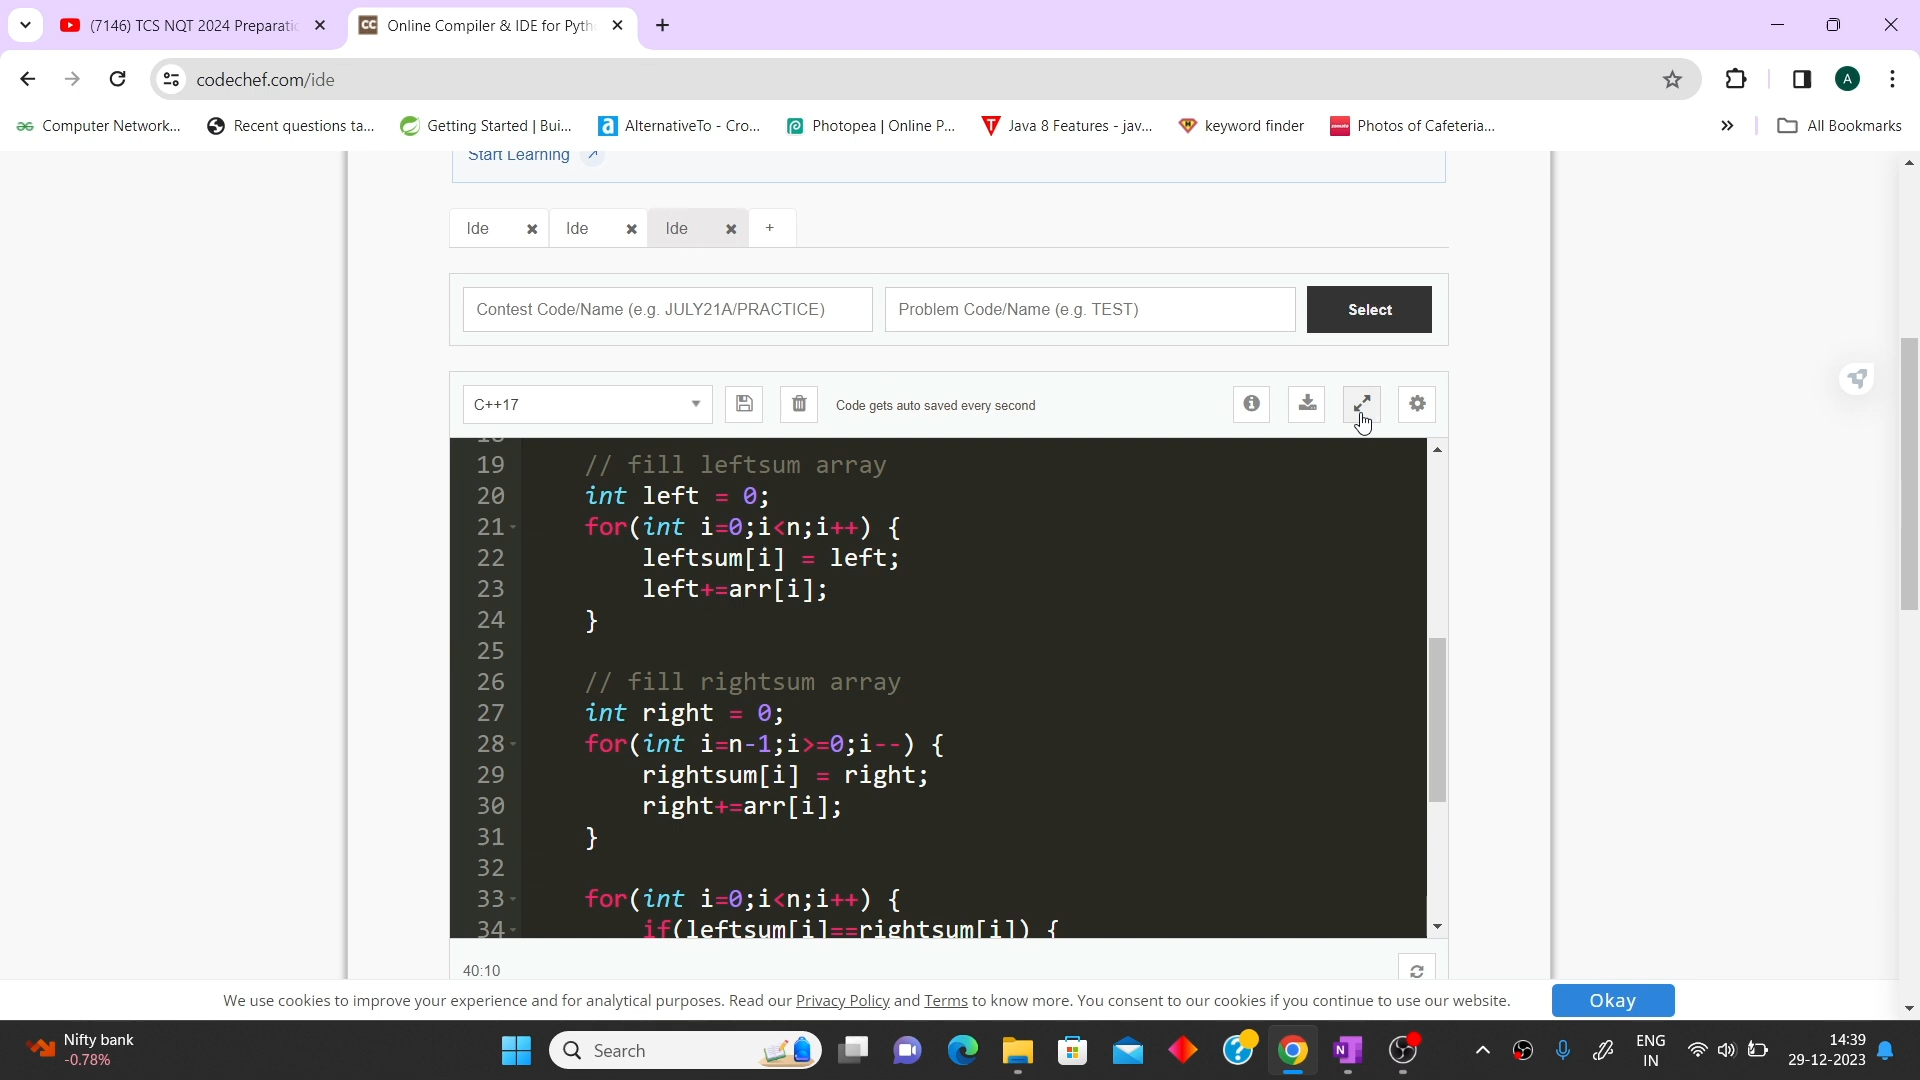 (7146) TCS NQT 2024 Preparatio
Online Compiler & IDE for Pyth
codechef.com/ide
A
Computer Network...
Recent questions ta...
Getting Started | Bui...
AlternativeTo - Cro...
Photopea | Online P...
Java 8 Features - jav...
keyword finder
Photos of Cafeteria...
All Bookmarks
Start Learning
Ide
Ide
Ide
+
Contest Code/Name (e.g. JULY21A/PRACTICE)
Problem Code/Name (e.g. TEST)
Select
C++17
Code gets auto saved every second
19 // fill leftsum array
20 int left = 0;
21 for(int i=0;i<n;i++) {
22 leftsum[i] = left;
23 left+=arr[i];
24 }
25
26 // fill rightsum array
27 int right = 0;
28 for(int i=n-1;i>=0;i--) {
29 rightsum[i] = right;
30 right+=arr[i];
31 }
32
33 for(int i=0;i<n;i++) {
34 if(leftsum[i]==rightsum[i]) {
40:10
We use cookies to improve your experience and for analytical purposes. Read our Privacy Policy and Terms to know more. You consent to our cookies if you continue to use our website.
Okay
Nifty bank
-0.78%
Search
ENG
IN
14:39
29-12-2023